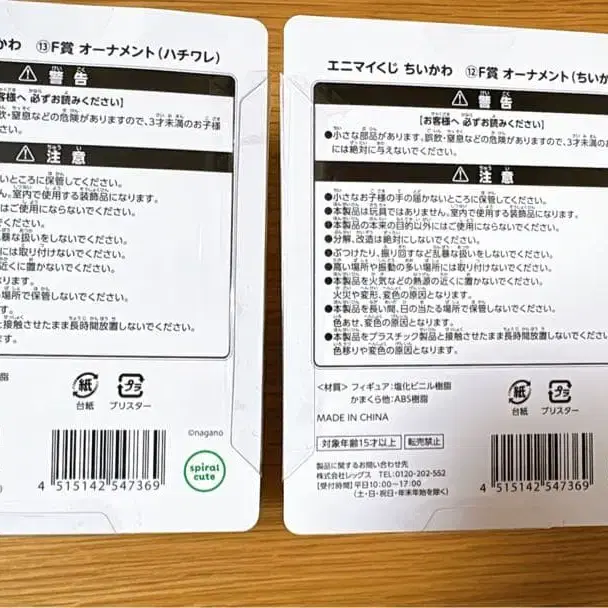 かわ ⑬F賞 オーナメント(ハチワレ)
⚠ 警告
客様へ 必ずお読みください]
飲・窒息などの危険がありますので、3才未満のお子様
さい。
⚠ 注意
いところに保管してください。
ん。室内で使用する装飾品になります。
はご使用にならないでください。
でください。
暴な扱いをしないでください。
には取り付けないでください。
近くに置かないでください。
ります。
場所で保管しないでください。
ます。
と接触させたまま長時間放置しないでください。
ます。
脂
紙
台紙
プラ
ブリスター
©nagano
spiral cute
4 515142 547369
エニマイくじ ちいかわ ⑫F賞 オーナメント(ちいか
⚠ 警告
[お客様へ 必ずお読みください]
●小さな部品があります。誤飲・窒息などの危険がありますので、3才未満のお
には絶対に与えないでください。
⚠ 注意
●小さなお子様の手の届かないところに保管してください。
●本製品は玩具ではありません。室内で使用する装飾品になります。
●本製品の本来の目的以外にはご使用にならないでください。
●分解、改造は絶対にしないでください。
●ぶつけたり、振り回すなど乱暴な扱いをしないでください。
●高い場所や振動の多い場所には取り付けないでください。
●本製品を火気などの熱源の近くに置かないでください。
火災や変形、変色の原因となります。
●本製品を長い間、日の当たる場所で保管しないでください。
色あせ、変色の原因となります。
●本製品をプラスチック製品と接触させたまま長時間放置しないでください
色移りや変色の原因となります。
<材質> フィギュア:塩化ビニル樹脂
かまくら他:ABS樹脂
MADE IN CHINA
紙
台紙
プラ
ブリスター
対象年齢15才以上
転売禁止
製品に関するお問い合わせ先
株式会社レッグス TEL:0120-202-552
[受付時間] 平日10:00~17:00
(土・日・祝日・年末年始を除く)
4 515142 547369